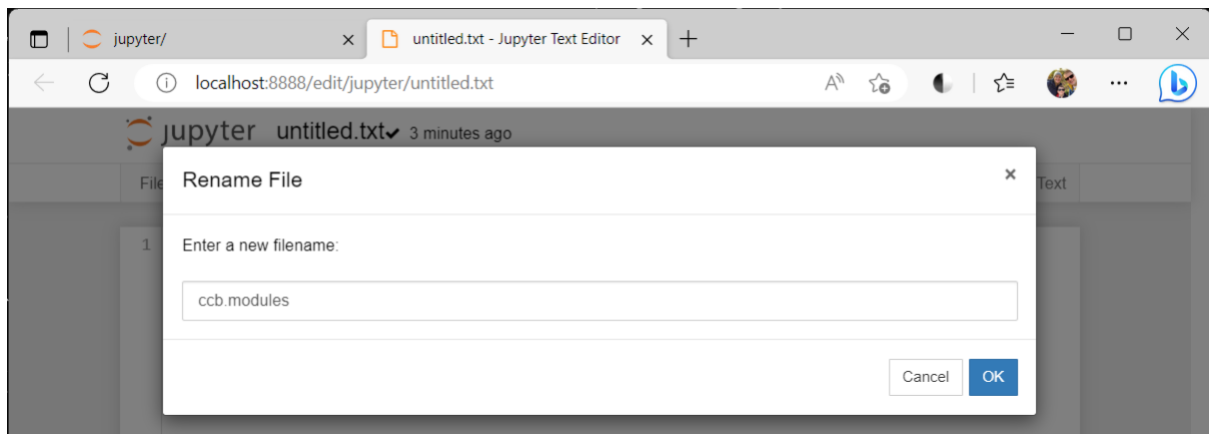 jupyter/
untitled.txt - Jupyter Text Editor
localhost:8888/edit/jupyter/untitled.txt
jupyter untitled.txt 3 minutes ago
File
Text
Rename File
1
Enter a new filename:
ccb.modules
Cancel OK